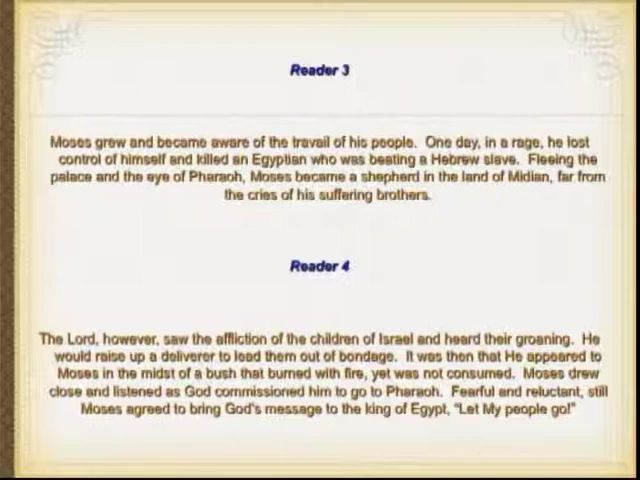 Reader 3
Moses grew and became aware of the travail of his people. One day, in a rage, he lost
control of himself and killed an Egyptian who was beating a Hebrew slave. Fleeing the
palace and the eye of Pharaoh, Moses became a shepherd in the land of Midian, far from
the cries of his suffering brothers.
Reader 4
The Lord, however, saw the affliction of the children of Israel and heard their groaning. He
would raise up a deliverer to lead them out of bondage. It was then that He appeared to
Moses in the midst of a bush that burned with fire, yet was not consumed. Moses drew
close and listened as God commissioned him to go to Pharaoh. Fearful and reluctant, still
Moses agreed to bring God's message to the king of Egypt, "Let My people go!"